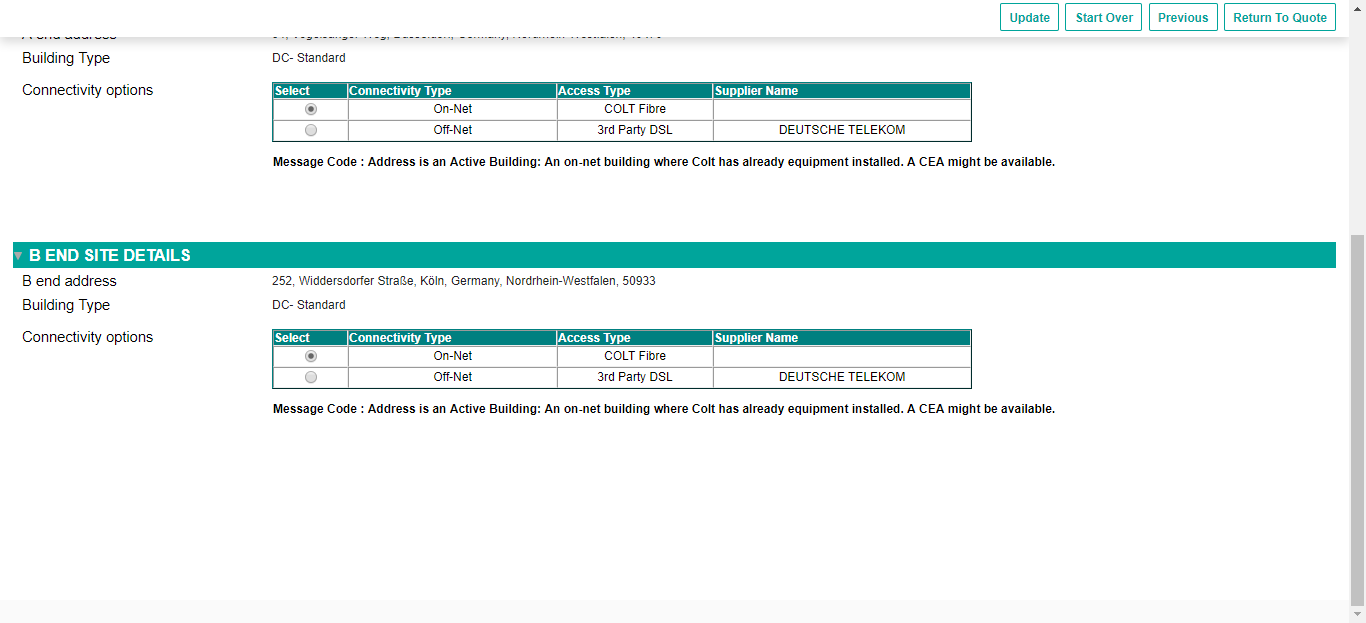 Update Start Over Previous Return To Quote
Building Type DC- Standard
Connectivity options
Select Connectivity Type Access Type Supplier Name
On-Net COLT Fibre
Off-Net 3rd Party DSL DEUTSCHE TELEKOM
Message Code : Address is an Active Building: An on-net building where Colt has already equipment installed. A CEA might be available.
B END SITE DETAILS
B end address 252, Widdersdorfer Straße, Köln, Germany, Nordrhein-Westfalen, 50933
Building Type DC- Standard
Connectivity options
Select Connectivity Type Access Type Supplier Name
On-Net COLT Fibre
Off-Net 3rd Party DSL DEUTSCHE TELEKOM
Message Code : Address is an Active Building: An on-net building where Colt has already equipment installed. A CEA might be available.